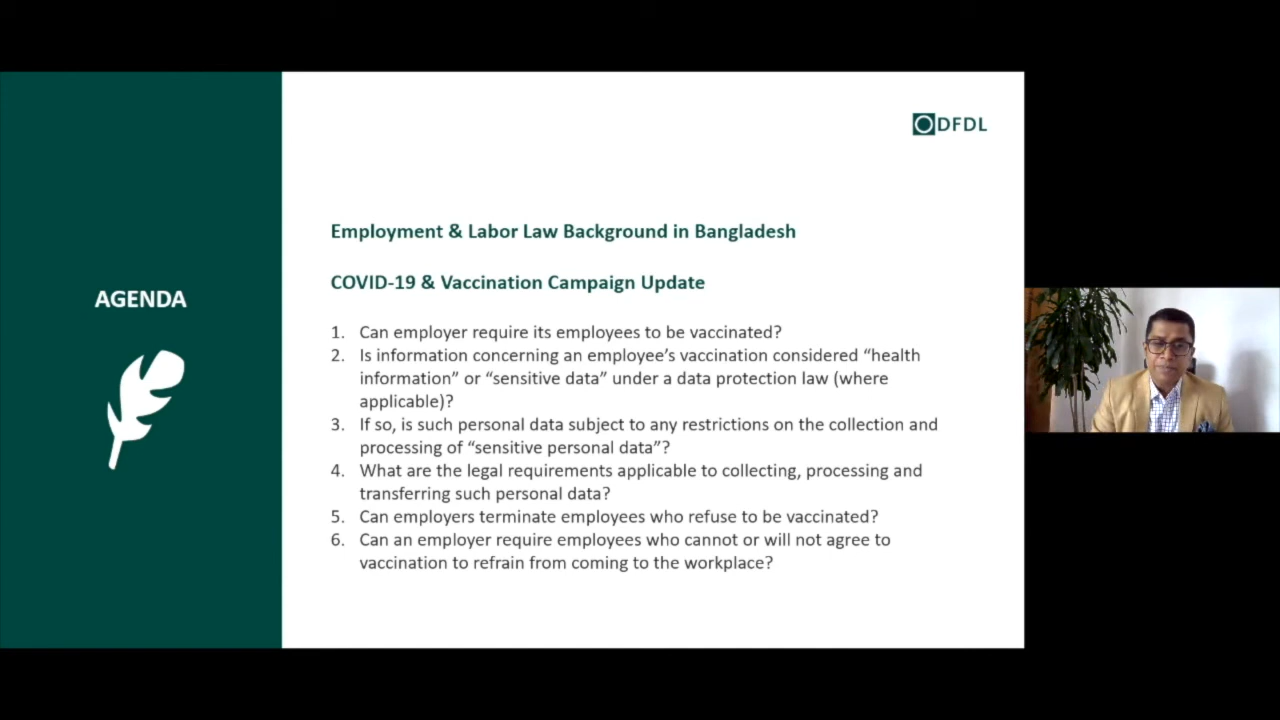 DFDL
Employment & Labor Law Background in Bangladesh
COVID-19 & Vaccination Campaign Update
AGENDA
1. Can employer require its employees to be vaccinated?
2. Is information concerning an employee’s vaccination considered “health
information” or “sensitive data” under a data protection law (where
applicable)?
3. If so, is such personal data subject to any restrictions on the collection and
processing of “sensitive personal data”?
4. What are the legal requirements applicable to collecting, processing and
transferring such personal data?
5. Can employers terminate employees who refuse to be vaccinated?
6. Can an employer require employees who cannot or will not agree to
vaccination to refrain from coming to the workplace?